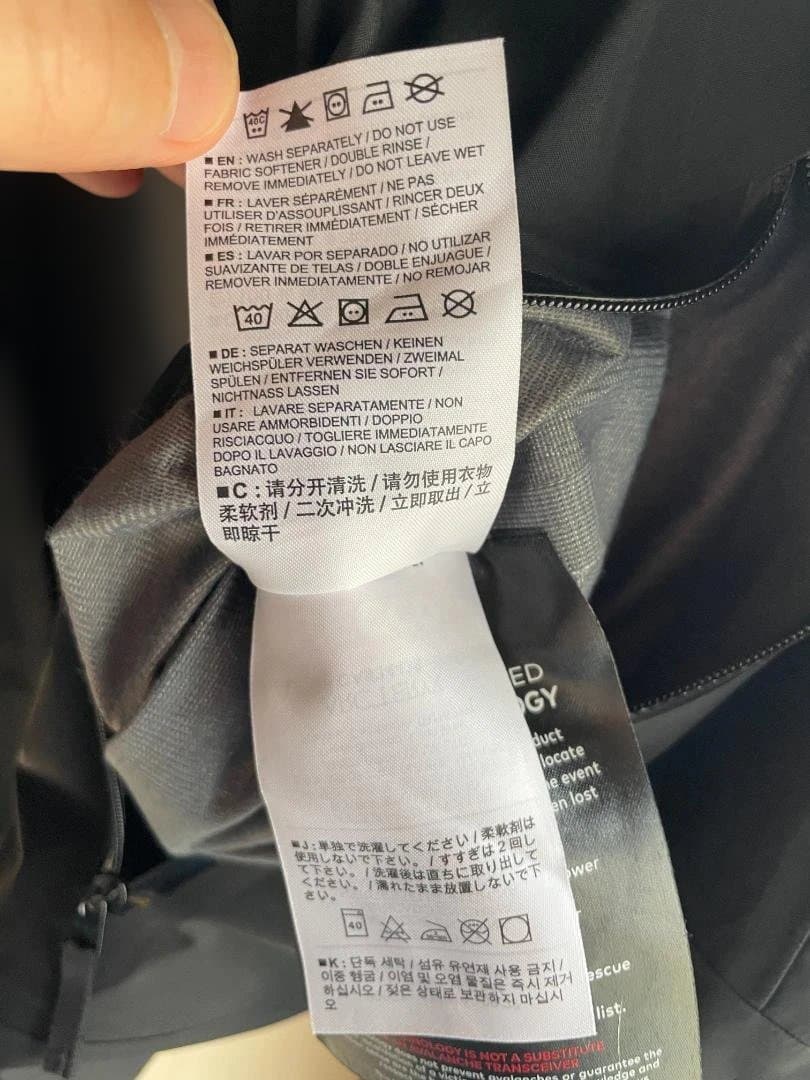 40C
■ EN : WASH SEPARATELY / DO NOT USE
FABRIC SOFTENER / DOUBLE RINSE /
REMOVE IMMEDIATELY / DO NOT LEAVE WET
■ FR : LAVER SÉPARÉMENT / NE PAS
UTILISER D'ASSOUPLISSANT / RINCER DEUX
FOIS / RETIRER IMMÉDIATEMENT / SÉCHER
IMMÉDIATEMENT
■ ES : LAVAR POR SEPARADO / NO UTILIZAR
SUAVIZANTE DE TELAS / DOBLE ENJUAGUE /
REMOVER INMEDIATAMENTE / NO REMOJAR
40
■ DE : SEPARAT WASCHEN / KEINEN
WEICHSPÜLER VERWENDEN / ZWEIMAL
SPÜLEN / ENTFERNEN SIE SOFORT /
NICHTNASS LASSEN
■ IT : LAVARE SEPARATAMENTE / NON
USARE AMMORBIDENTI / DOPPIO
RISCIACQUO / TOGLIERE IMMEDIATAMENTE
DOPO IL LAVAGGIO / NON LASCIARE IL CAPO
BAGNATO
■C : 请分开清洗 / 请勿使用衣物
柔软剂 / 二次冲洗 / 立即取出 / 立
即晾干
■J : 単独で洗濯してください / 柔軟剤は
使用しないで下さい。 / すすぎは２回し
て下さい。 / 洗濯後は直ちに取り出して
ください。 / 濡れたまま放置しないで下
さい。
40
■K : 단독 세탁 / 섬유 유연제 사용 금지 /
이중 헹굼 / 이염 및 오염 물질은 즉시 제거
하십시오 / 젖은 상태로 보관하지 마십시
오
ED
OGY
duct
locate
he event
en lost
ower
escue
list.
NOLOGY IS NOT A SUBSTITUTE
AVALANCHE TRANSCEIVER
does not prevent avalanches or guarantee the